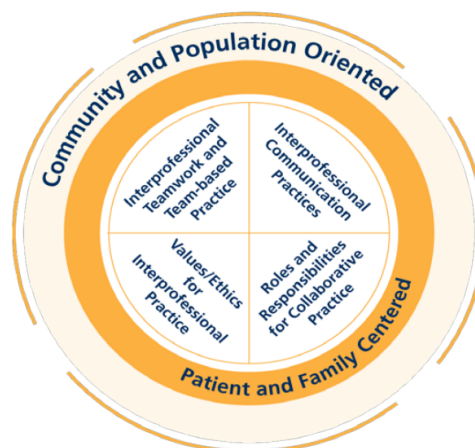 Community and Population Oriented
Interprofessional
Teamwork and
Team-based
Practice
Interprofessional
Communication
Practices
Values/Ethics
for
Interprofessional
Practice
Roles and
Responsibilities
for Collaborative
Practice
Patient and Family Centered